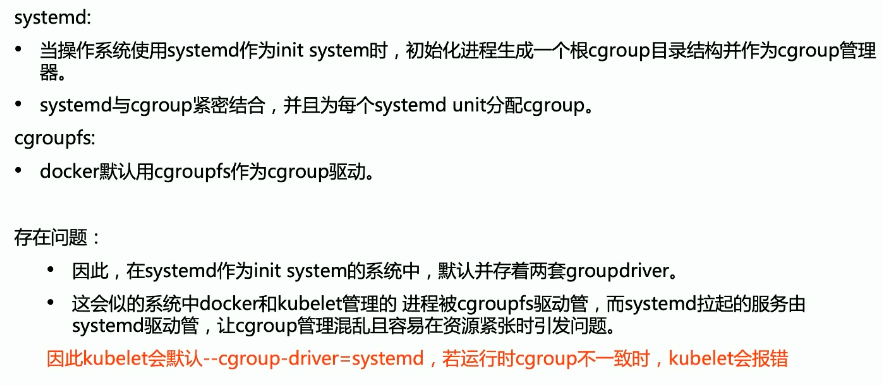 systemd:
• 当操作系统使用systemd作为init system时，初始化进程生成一个根cgroup目录结构并作为cgroup管理
器。
• systemd与cgroup紧密结合，并且为每个systemd unit分配cgroup。
cgroupfs:
• docker默认用cgroupfs作为cgroup驱动。
存在问题：
• 因此，在systemd作为init system的系统中，默认并存着两套groupdriver。
• 这会似的系统中docker和kubelet管理的 进程被cgroupfs驱动管，而systemd拉起的服务由
systemd驱动管，让cgroup管理混乱且容易在资源紧张时引发问题。
因此kubelet会默认--cgroup-driver=systemd，若运行时cgroup不一致时，kubelet会报错